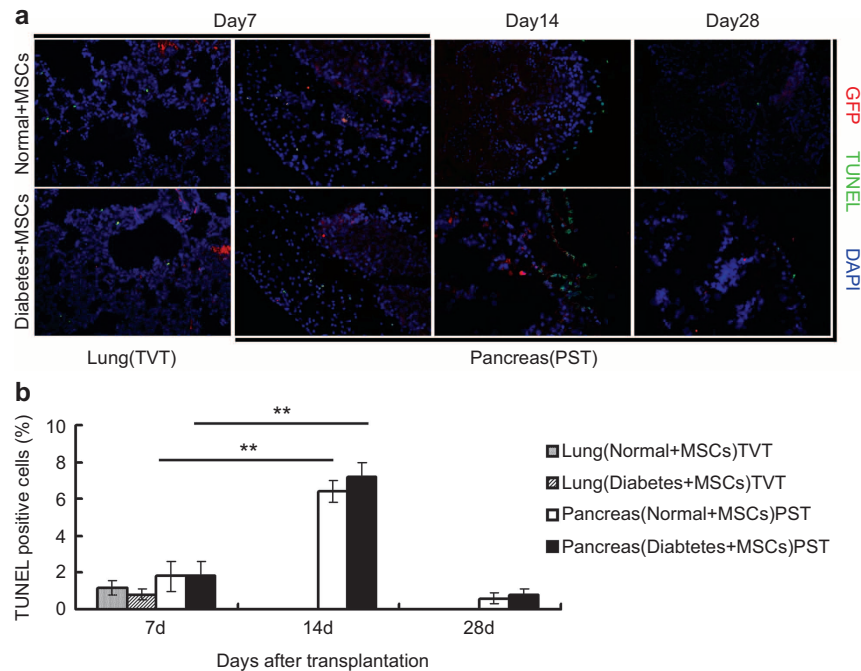 a
Day7
Day14
Day28
Normal+MSCs
Diabetes+MSCs
GFP
TUNEL
DAPI
Lung(TVT)
Pancreas(PST)
b
TUNEL positive cells (%)
10
8
6
4
2
0
**
**
7d
14d
28d
Days after transplantation
Lung(Normal+MSCs)TVT
Lung(Diabetes+MSCs)TVT
Pancreas(Normal+MSCs)PST
Pancreas(Diabtetes+MSCs)PST